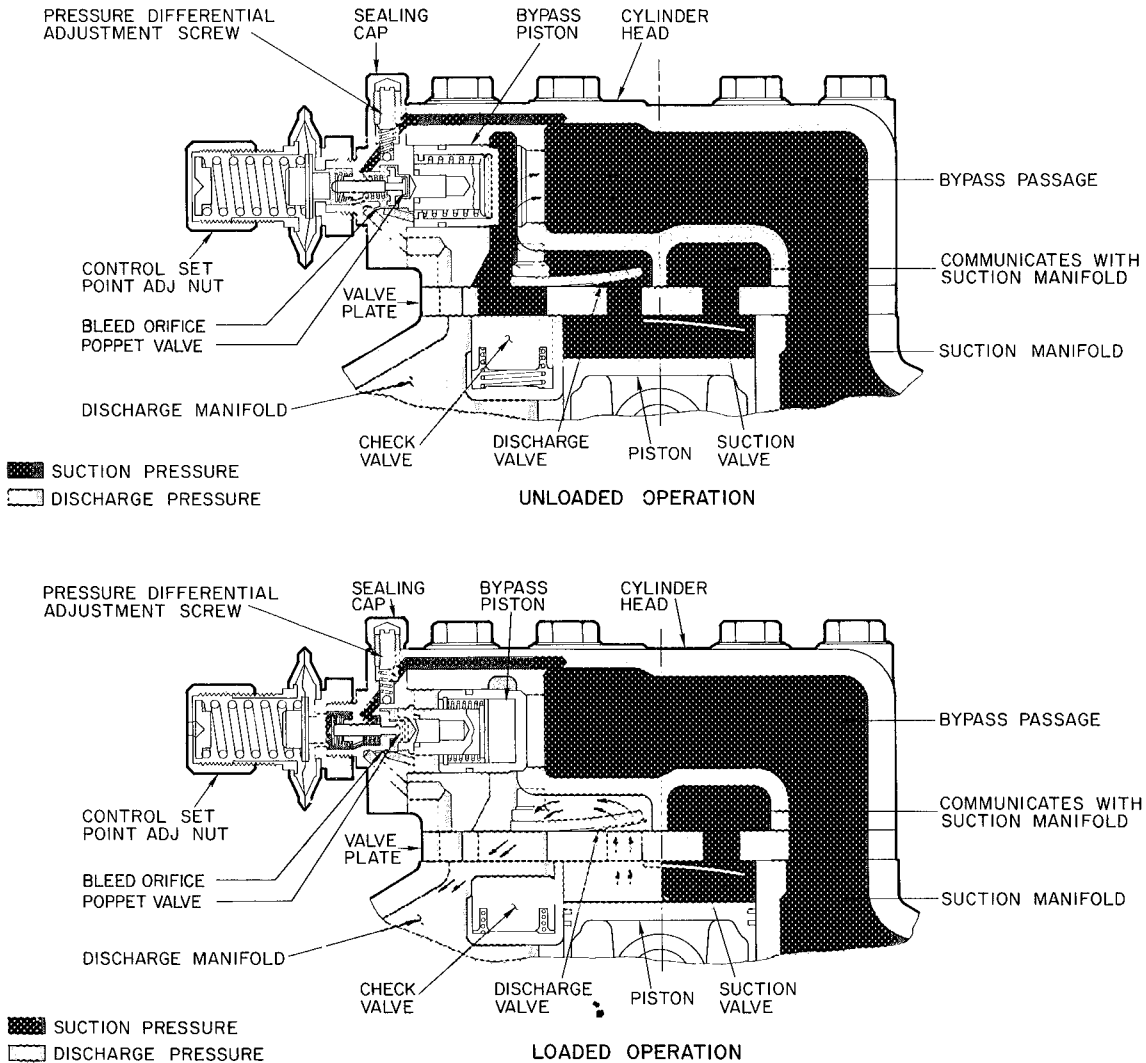 PRESSURE DIFFERENTIAL
ADJUSTMENT SCREW
SEALING
CAP
BYPASS
PISTON
CYLINDER
HEAD
BYPASS PASSAGE
CONTROL SET
POINT ADJ NUT
COMMUNICATES WITH
SUCTION MANIFOLD
VALVE
PLATE
BLEED ORIFICE
POPPET VALVE
SUCTION MANIFOLD
DISCHARGE MANIFOLD
CHECK
VALVE
DISCHARGE
VALVE
PISTON
SUCTION
VALVE
SUCTION PRESSURE
DISCHARGE PRESSURE
UNLOADED OPERATION
PRESSURE DIFFERENTIAL
ADJUSTMENT SCREW
SEALING
CAP
BYPASS
PISTON
CYLINDER
HEAD
BYPASS PASSAGE
CONTROL SET
POINT ADJ NUT
COMMUNICATES WITH
SUCTION MANIFOLD
VALVE
PLATE
BLEED ORIFICE
POPPET VALVE
SUCTION MANIFOLD
DISCHARGE MANIFOLD
CHECK
VALVE
DISCHARGE
VALVE
PISTON
SUCTION
VALVE
SUCTION PRESSURE
DISCHARGE PRESSURE
LOADED OPERATION